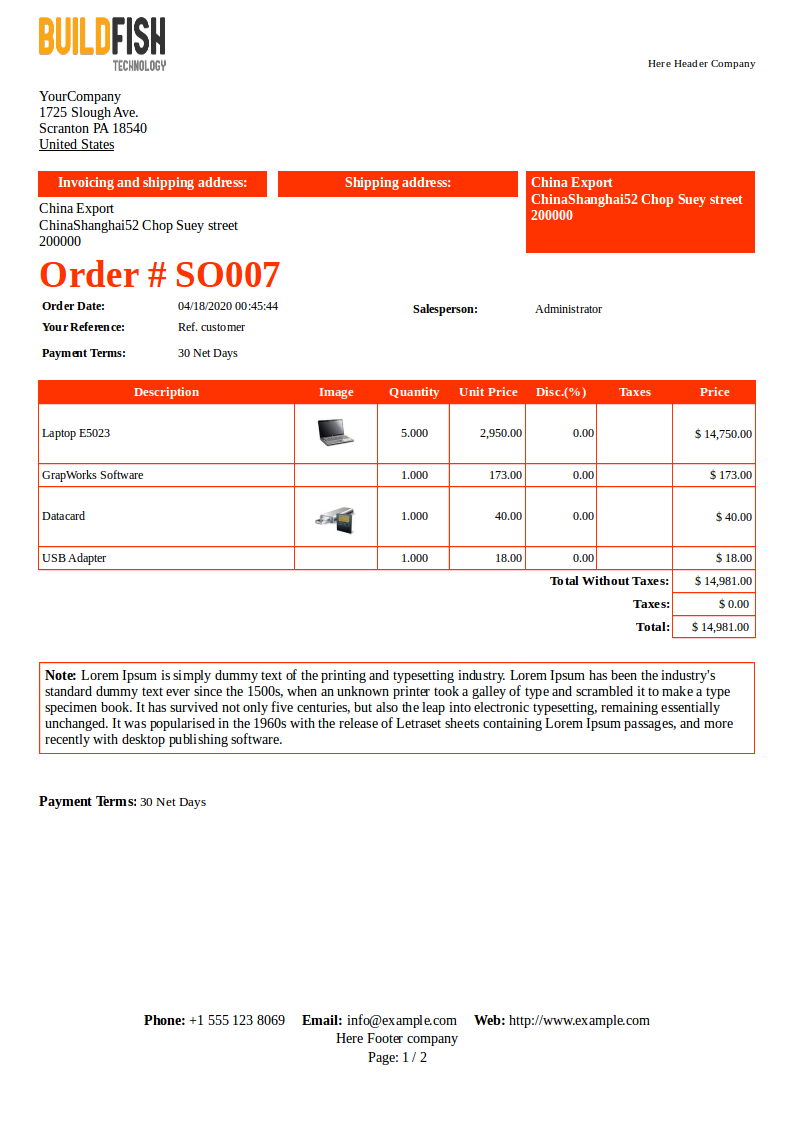 BUILDFISH
TECHNOLOGY
Here Header Company
YourCompany
1725 Slough Ave.
Scranton PA 18540
United States
Invoicing and shipping address: Shipping address: China Export
ChinaShanghai52 Chop Suey street
200000
China Export
ChinaShanghai52 Chop Suey street
200000
Order # SO007
Order Date: 04/18/2020 00:45:44 Salesperson: Administrator
Your Reference: Ref. customer
Payment Terms: 30 Net Days
Description Image Quantity Unit Price Disc.(%) Taxes Price
Laptop E5023 5.000 2,950.00 0.00 $ 14,750.00
GrapWorks Software 1.000 173.00 0.00 $ 173.00
Datacard 1.000 40.00 0.00 $ 40.00
USB Adapter 1.000 18.00 0.00 $ 18.00
Total Without Taxes: $ 14,981.00
Taxes: $ 0.00
Total: $ 14,981.00
Note: Lorem Ipsum is simply dummy text of the printing and typesetting industry. Lorem Ipsum has been the industry's
standard dummy text ever since the 1500s, when an unknown printer took a galley of type and scrambled it to make a type
specimen book. It has survived not only five centuries, but also the leap into electronic typesetting, remaining essentially
unchanged. It was popularised in the 1960s with the release of Letraset sheets containing Lorem Ipsum passages, and more
recently with desktop publishing software.
Payment Terms: 30 Net Days
Phone: +1 555 123 8069 Email: info@example.com Web: http://www.example.com
Here Footer company
Page: 1 / 2